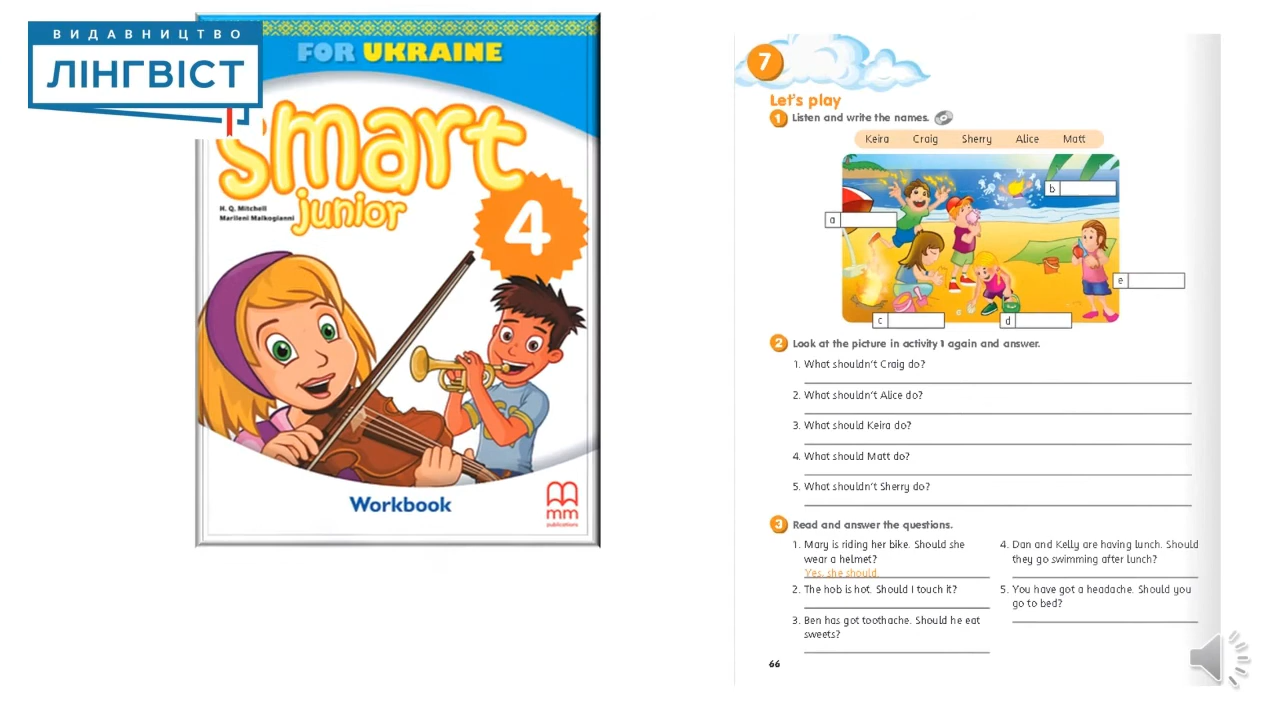 ВИДАВНИЦТВО
ЛІНГВІСТ
FOR UKRAINE
smart
junior
H. Q. Mitchell
Marileni Malkogianni
4
Workbook
mm
publications
7
Let's play
1 Listen and write the names.
Keira Craig Sherry Alice Matt
a
b
c
d
e
2 Look at the picture in activity 1 again and answer.
1. What shouldn't Craig do?
2. What shouldn't Alice do?
3. What should Keira do?
4. What should Matt do?
5. What shouldn't Sherry do?
3 Read and answer the questions.
1. Mary is riding her bike. Should she
wear a helmet?
Yes, she should.
2. The hob is hot. Should I touch it?
3. Ben has got toothache. Should he eat
sweets?
4. Dan and Kelly are having lunch. Should
they go swimming after lunch?
5. You have got a headache. Should you
go to bed?
66